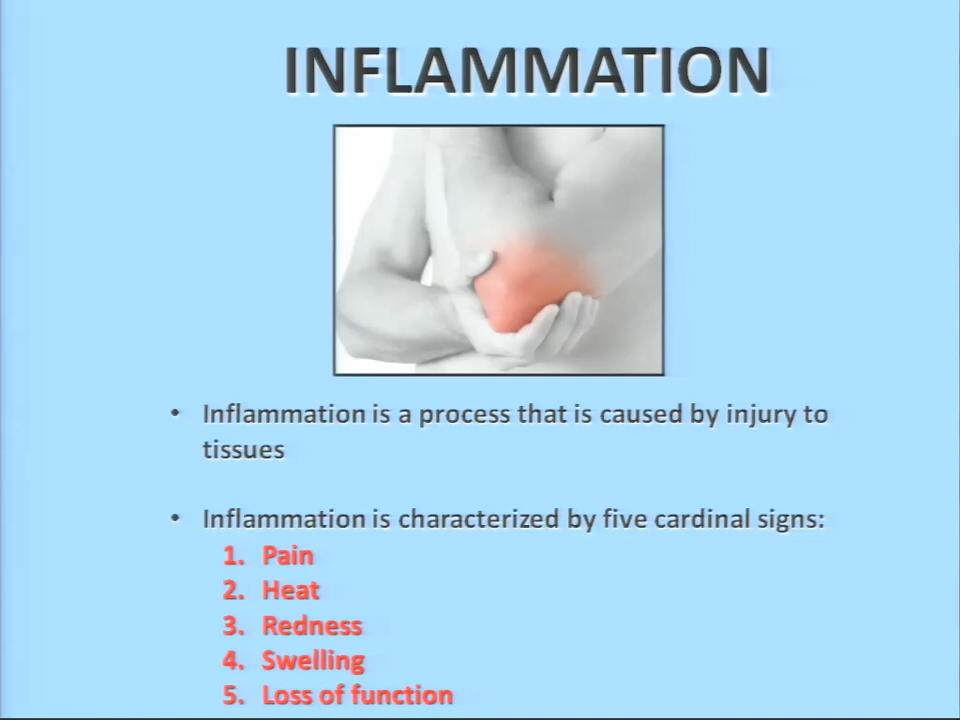 INFLAMMATION
• Inflammation is a process that is caused by injury to
tissues
• Inflammation is characterized by five cardinal signs:
1. Pain
2. Heat
3. Redness
4. Swelling
5. Loss of function